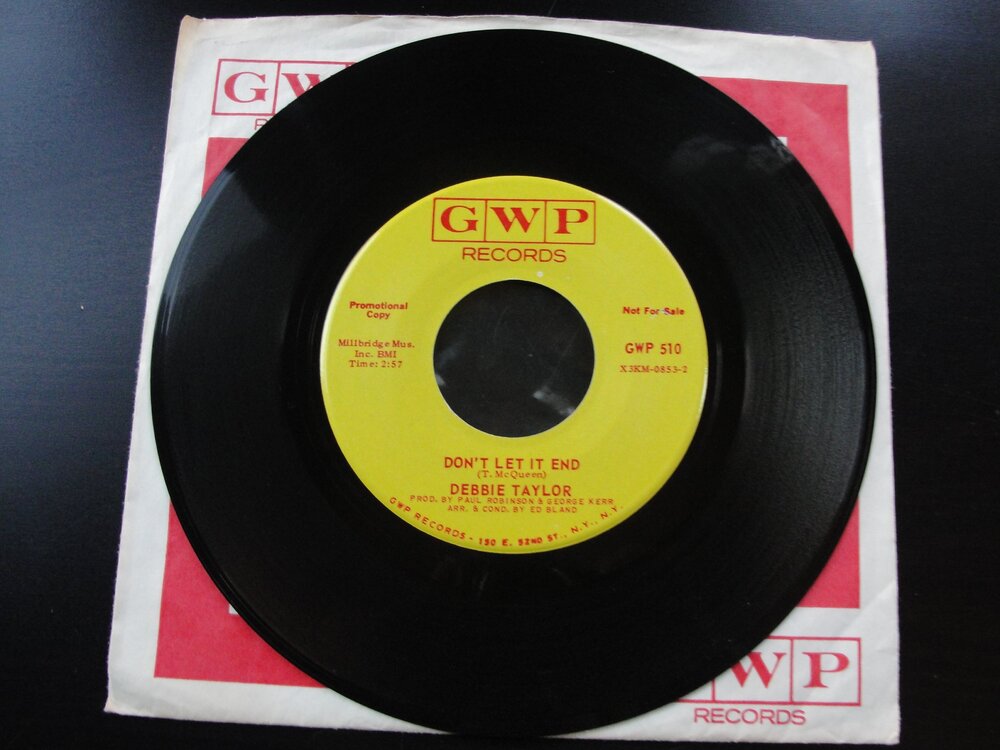 GW
GWP
RECORDS
Promotional
Copy
Not For Sale
Millbridge Mus.
Inc. BMI
Time: 2:57
GWP 510
X3KM-0853-2
DON'T LET IT END
(T. McQueen)
DEBBIE TAYLOR
PROD. BY PAUL ROBINSON & GEORGE KERR
ARR. & COND. BY ED BLAND
GWP RECORDS - 150 E. 52ND ST., N.Y., N.Y.
WP
RECORDS